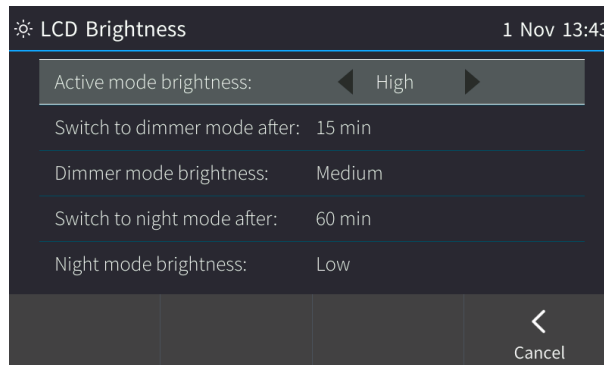 LCD Brightness 1 Nov 13:43
Active mode brightness: High
Switch to dimmer mode after: 15 min
Dimmer mode brightness: Medium
Switch to night mode after: 60 min
Night mode brightness: Low
Cancel